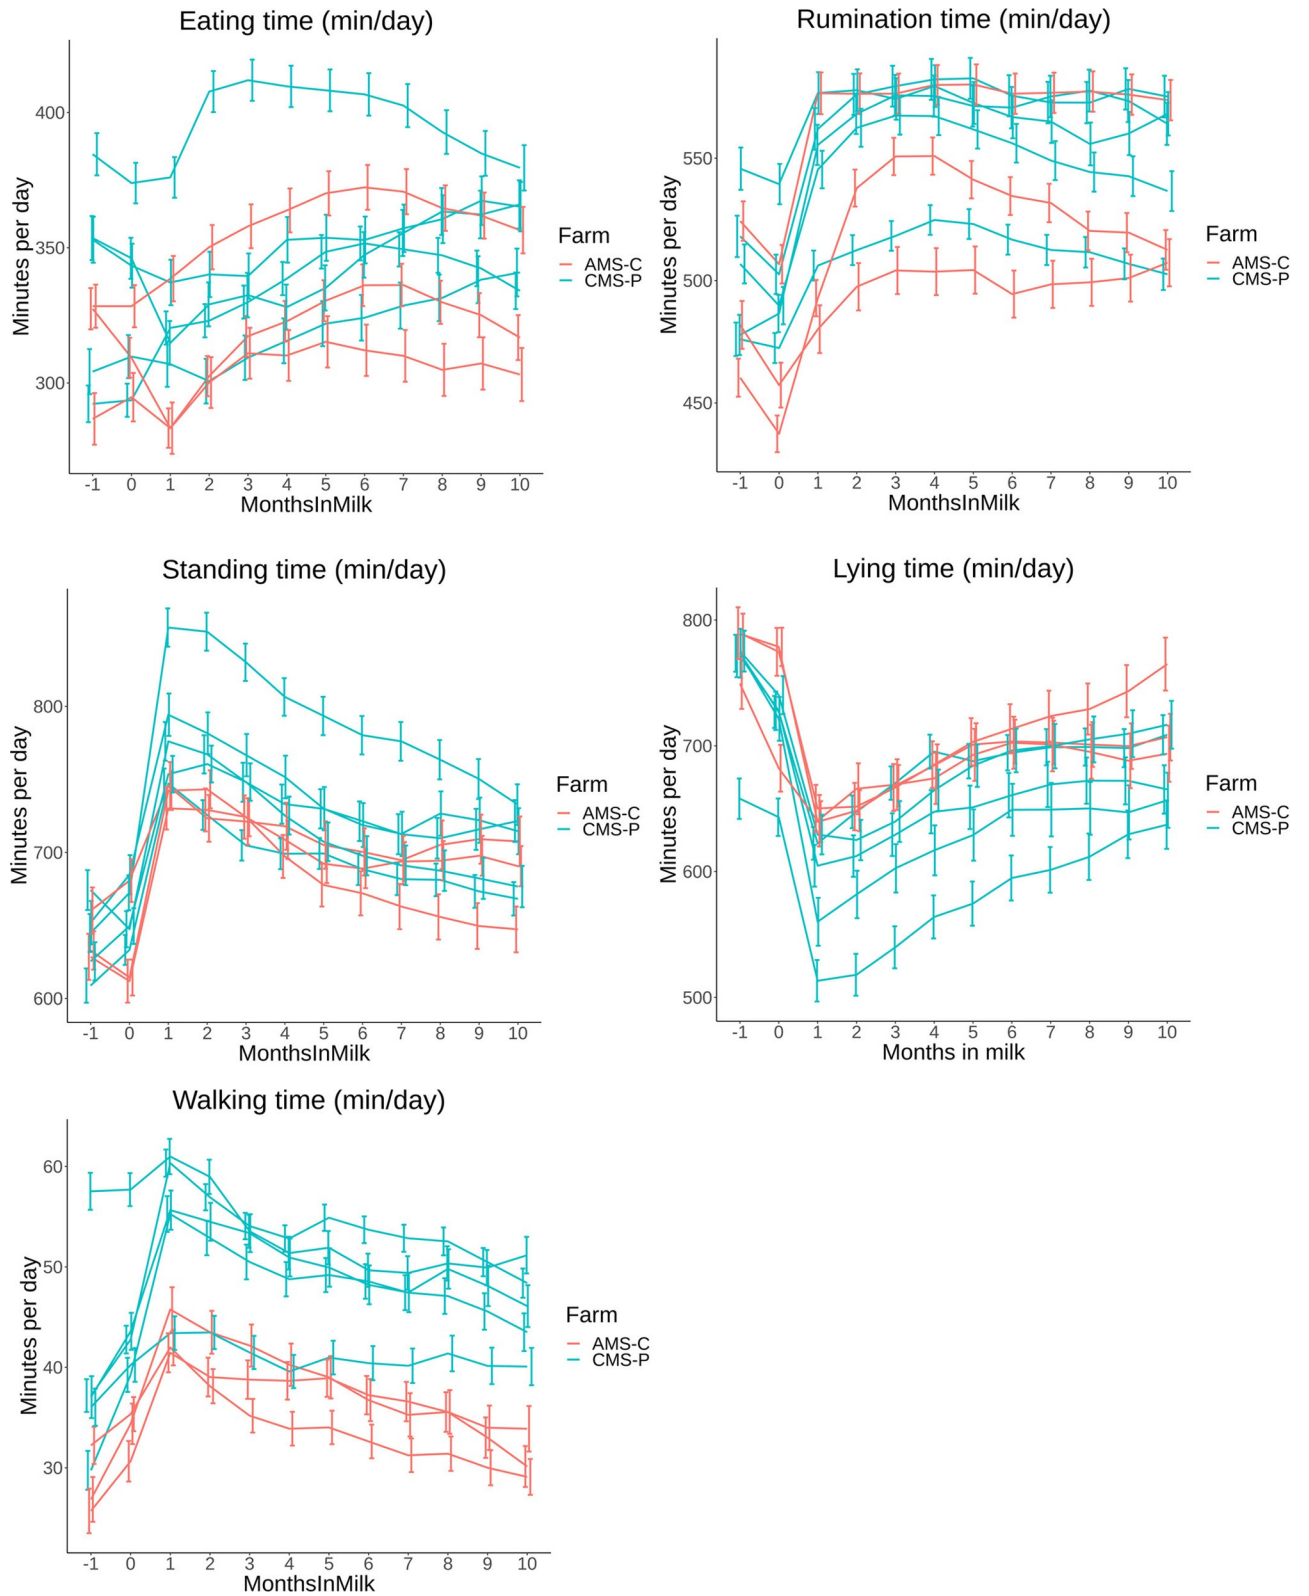 Eating time (min/day)
Minutes per day
400
350
300
-1 0 1 2 3 4 5 6 7 8 9 10
MonthsInMilk
Farm
AMS-C
CMS-P
Rumination time (min/day)
Minutes per day
550
500
450
-1 0 1 2 3 4 5 6 7 8 9 10
MonthsInMilk
Farm
AMS-C
CMS-P
Standing time (min/day)
Minutes per day
800
700
600
-1 0 1 2 3 4 5 6 7 8 9 10
MonthsInMilk
Farm
AMS-C
CMS-P
Lying time (min/day)
Minutes per day
800
700
600
500
-1 0 1 2 3 4 5 6 7 8 9 10
Months in milk
Farm
AMS-C
CMS-P
Walking time (min/day)
Minutes per day
60
50
40
30
-1 0 1 2 3 4 5 6 7 8 9 10
MonthsInMilk
Farm
AMS-C
CMS-P